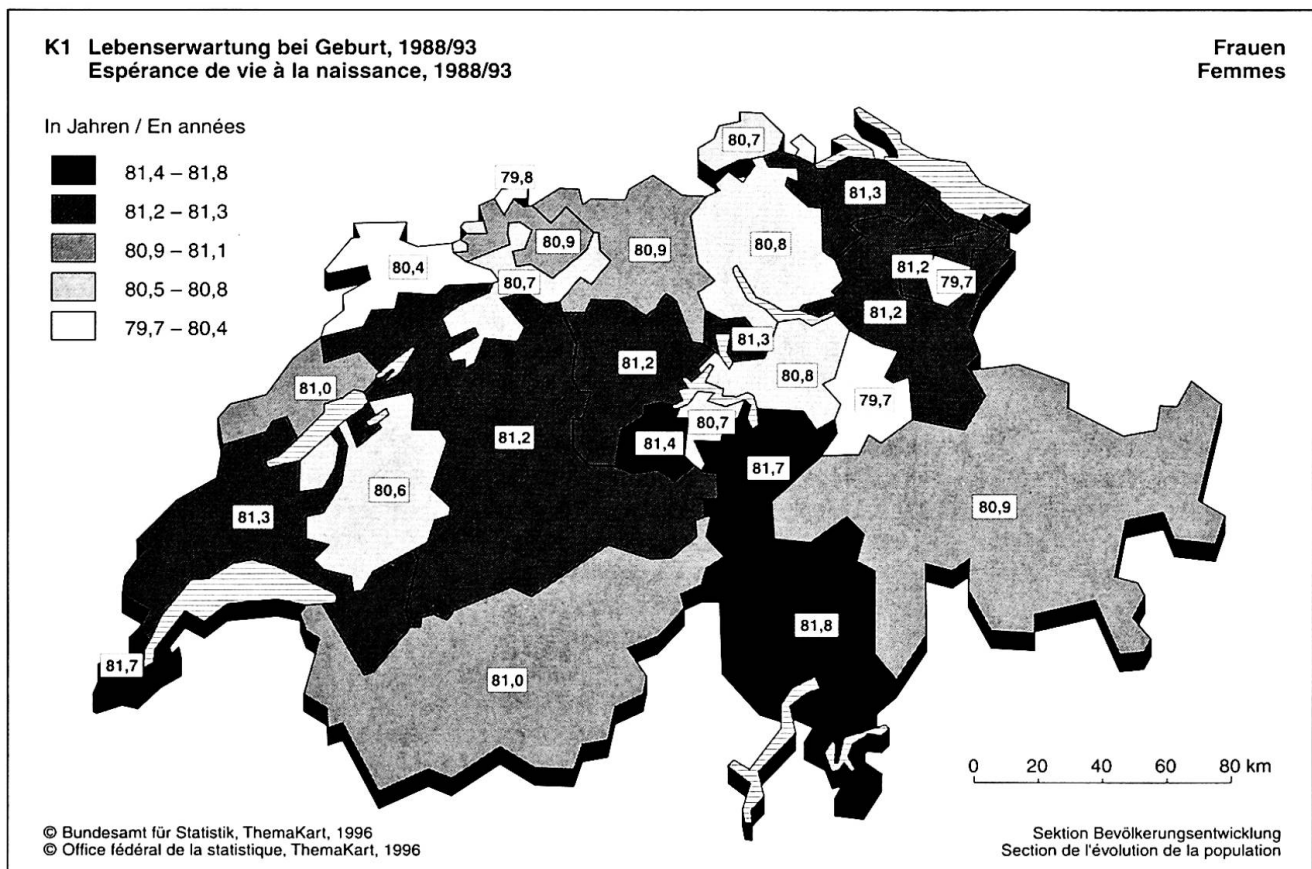 K1 Lebenserwartung bei Geburt, 1988/93
Espérance de vie à la naissance, 1988/93
Frauen
Femmes
In Jahren / En années
81,4 – 81,8
81,2 – 81,3
80,9 – 81,1
80,5 – 80,8
79,7 – 80,4
80,7
79,8
81,3
80,9
80,9
80,8
80,4
80,7
81,2
79,7
81,2
81,3
81,2
80,8
81,0
79,7
80,7
81,2
81,4
81,7
80,6
80,9
81,3
81,8
81,7
81,0
0 20 40 60 80 km
© Bundesamt für Statistik, ThemaKart, 1996
© Office fédéral de la statistique, ThemaKart, 1996
Sektion Bevölkerungsentwicklung
Section de l'évolution de la population